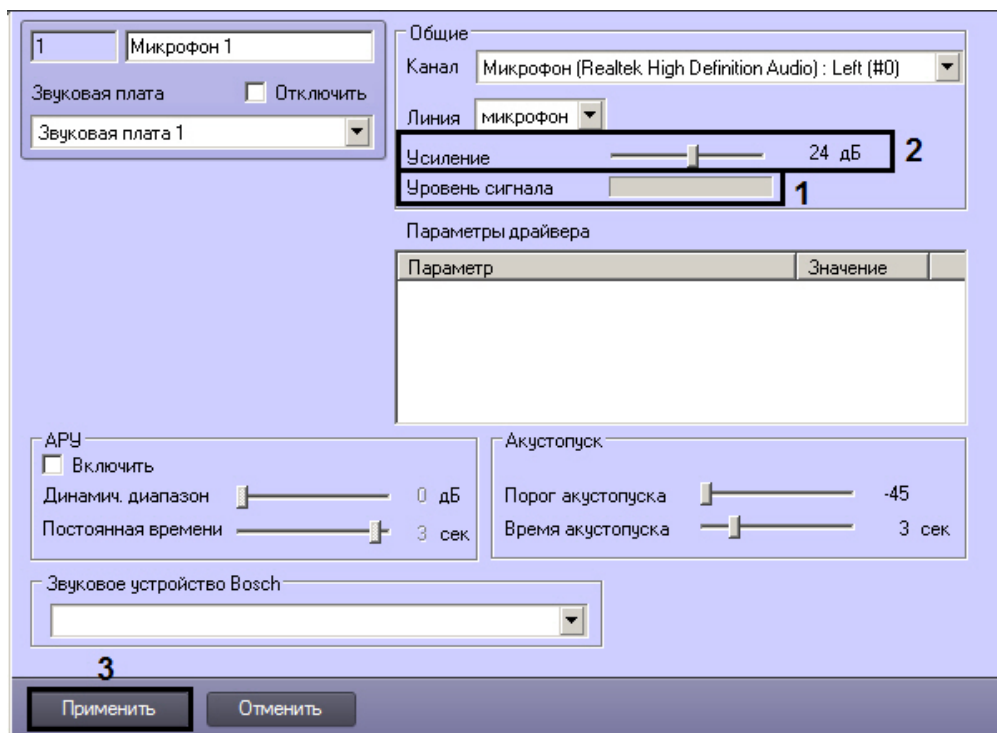 1
Микрофон 1
Звуковая плата
Отключить
Звуковая плата 1
Общие
Канал
Микрофон (Realtek High Definition Audio) : Left (#0)
Линия
микрофон
Усиление
24 дБ
2
Уровень сигнала
1
Параметры драйвера
Параметр
Значение
АРУ
Включить
Динамич. диапазон
0 дБ
Постоянная времени
3 сек
Акустопуск
Порог акустопуска
-45
Время акустопуска
3 сек
Звуковое устройство Bosch
3
Применить
Отменить